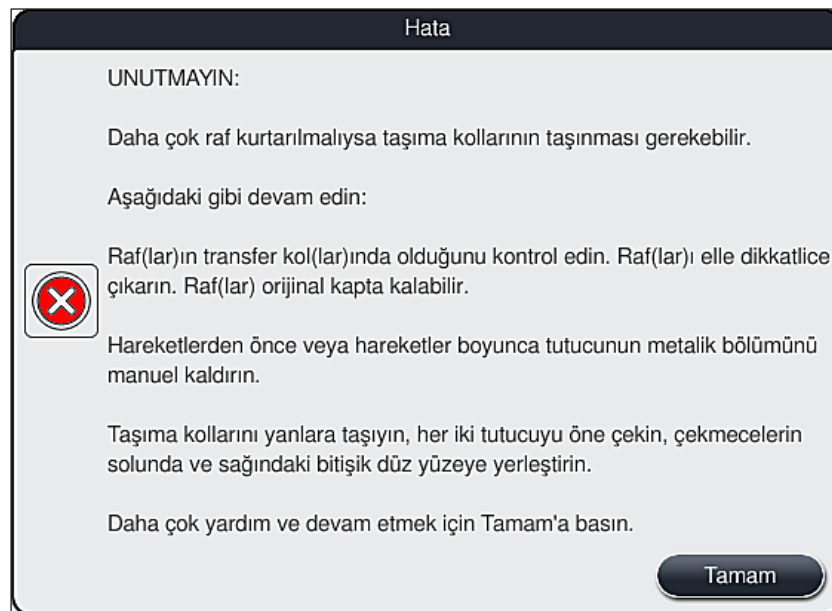 Hata
UNUTMAYIN:
Daha çok raf kurtarılmalıysa taşıma kollarının taşınması gerekebilir.
Aşağıdaki gibi devam edin:
Raf(lar)ın transfer kol(lar)ında olduğunu kontrol edin. Raf(lar)ı elle dikkatlice
çıkarın. Raf(lar) orijinal kapta kalabilir.
Hareketlerden önce veya hareketler boyunca tutucunun metalik bölümünü
manuel kaldırın.
Taşıma kollarını yanlara taşıyın, her iki tutucuyu öne çekin, çekmecelerin
solunda ve sağındaki bitişik düz yüzeye yerleştirin.
Daha çok yardım ve devam etmek için Tamam'a basın.
Tamam